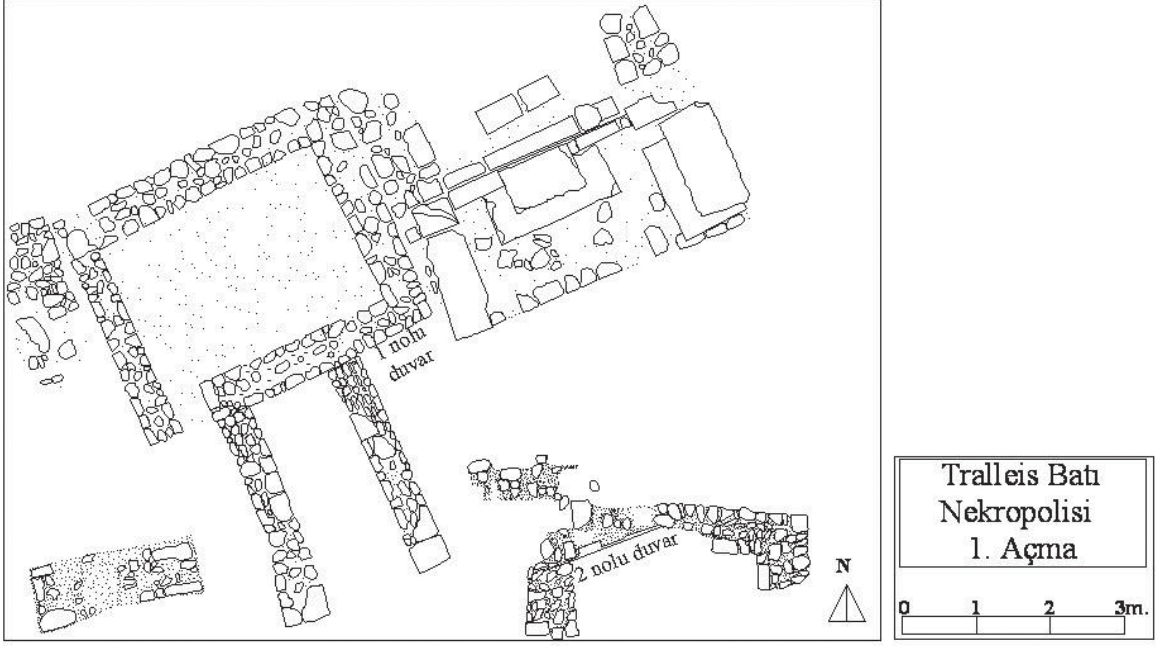 1 nolu
duvar
2 nolu duvar
N
Tralleis Batı
Nekropolisi
1. Açma
0 1 2 3m.